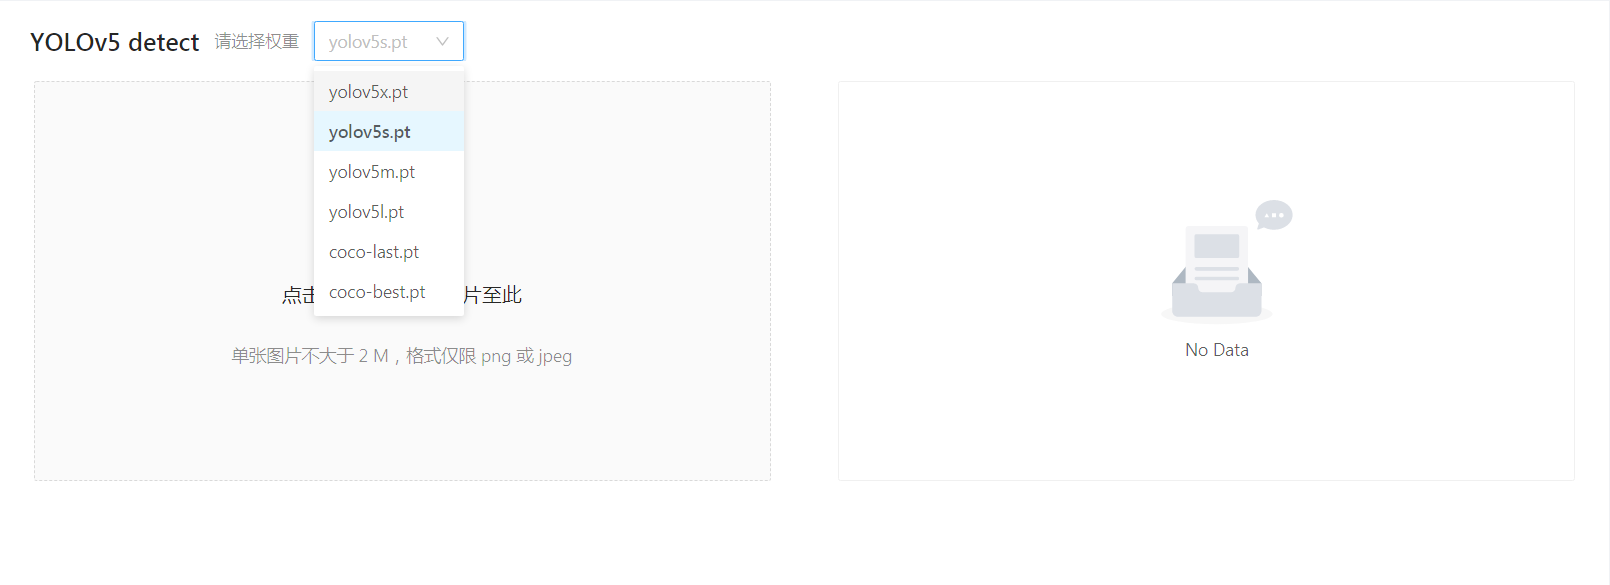 YOLOv5 detect 请选择权重 yolov5s.pt
yolov5x.pt
yolov5s.pt
yolov5m.pt
yolov5l.pt
coco-last.pt
coco-best.pt
点击 片至此
单张图片不大于 2 M，格式仅限 png 或 jpeg
No Data